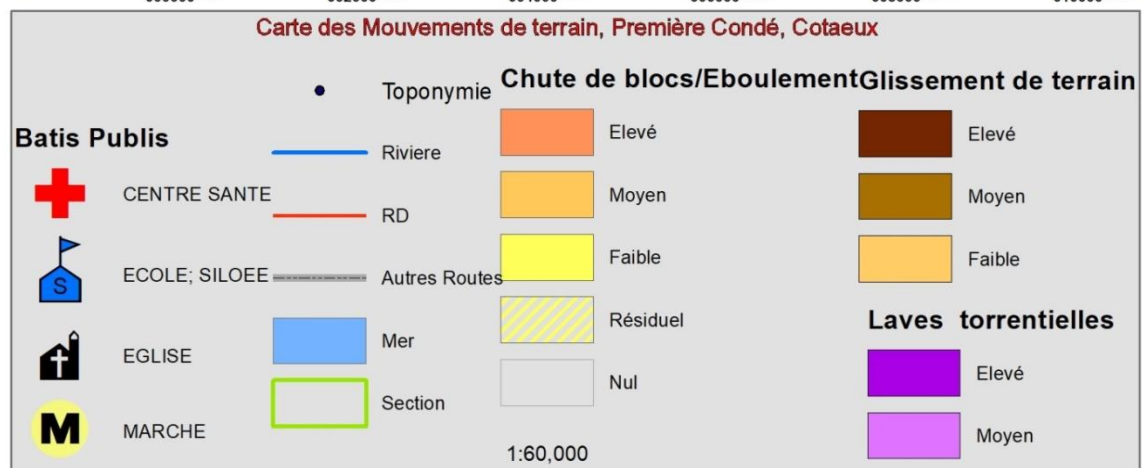 Carte des Mouvements de terrain, Première Condé, Cotaeux
Batis Publis
CENTRE SANTE
S
ECOLE; SILOEE
EGLISE
M
MARCHE
Toponymie
Riviere
RD
Autres Routes
Mer
Section
Chute de blocs/Eboulement
Elevé
Moyen
Faible
Résiduel
Nul
1:60,000
Glissement de terrain
Elevé
Moyen
Faible
Laves torrentielles
Elevé
Moyen